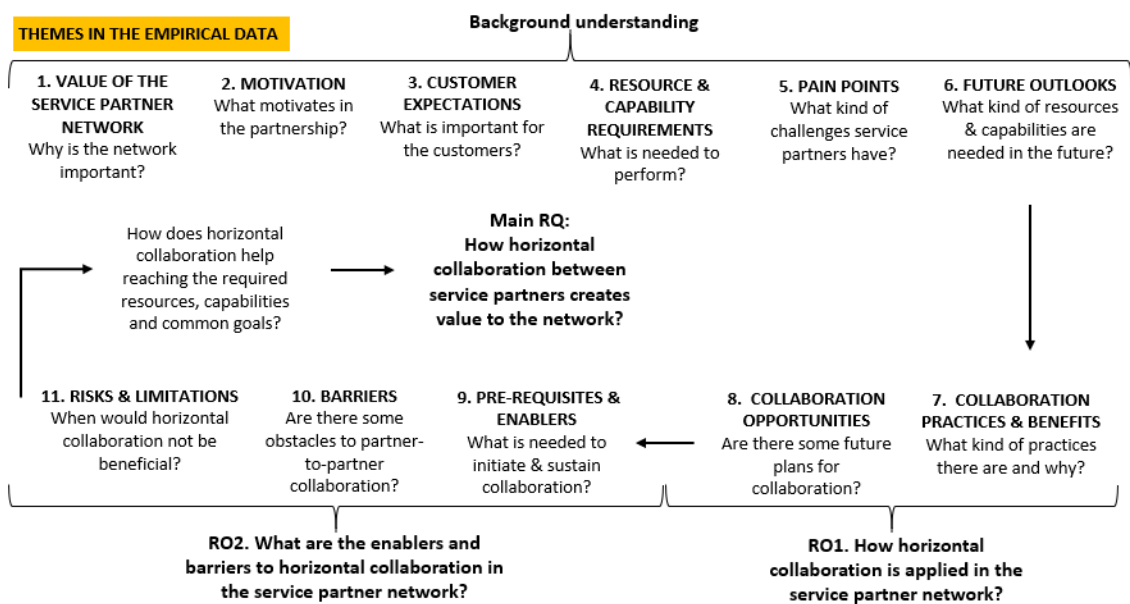 Background understanding
THEMES IN THE EMPIRICAL DATA
1. VALUE OF THE
SERVICE PARTNER
NETWORK
Why is the network
important?
2. MOTIVATION
What motivates in
the partnership?
3. CUSTOMER
EXPECTATIONS
What is important for
the customers?
4. RESOURCE &
CAPABILITY
REQUIREMENTS
What is needed to
perform?
5. PAIN POINTS
What kind of
challenges service
partners have?
6. FUTURE OUTLOOKS
What kind of resources
& capabilities are
needed in the future?
How does horizontal
collaboration help
reaching the required
resources, capabilities
and common goals?
Main RQ:
How horizontal
collaboration between
service partners creates
value to the network?
11. RISKS & LIMITATIONS
When would horizontal
collaboration not be
beneficial?
10. BARRIERS
Are there some
obstacles to partner-
to-partner
collaboration?
9. PRE-REQUISITES &
ENABLERS
What is needed to
initiate & sustain
collaboration?
8. COLLABORATION
OPPORTUNITIES
Are there some future
plans for
collaboration?
7. COLLABORATION
PRACTICES & BENEFITS
What kind of practices
there are and why?
RO2. What are the enablers and
barriers to horizontal collaboration in
the service partner network?
RO1. How horizontal
collaboration is applied in the
service partner network?